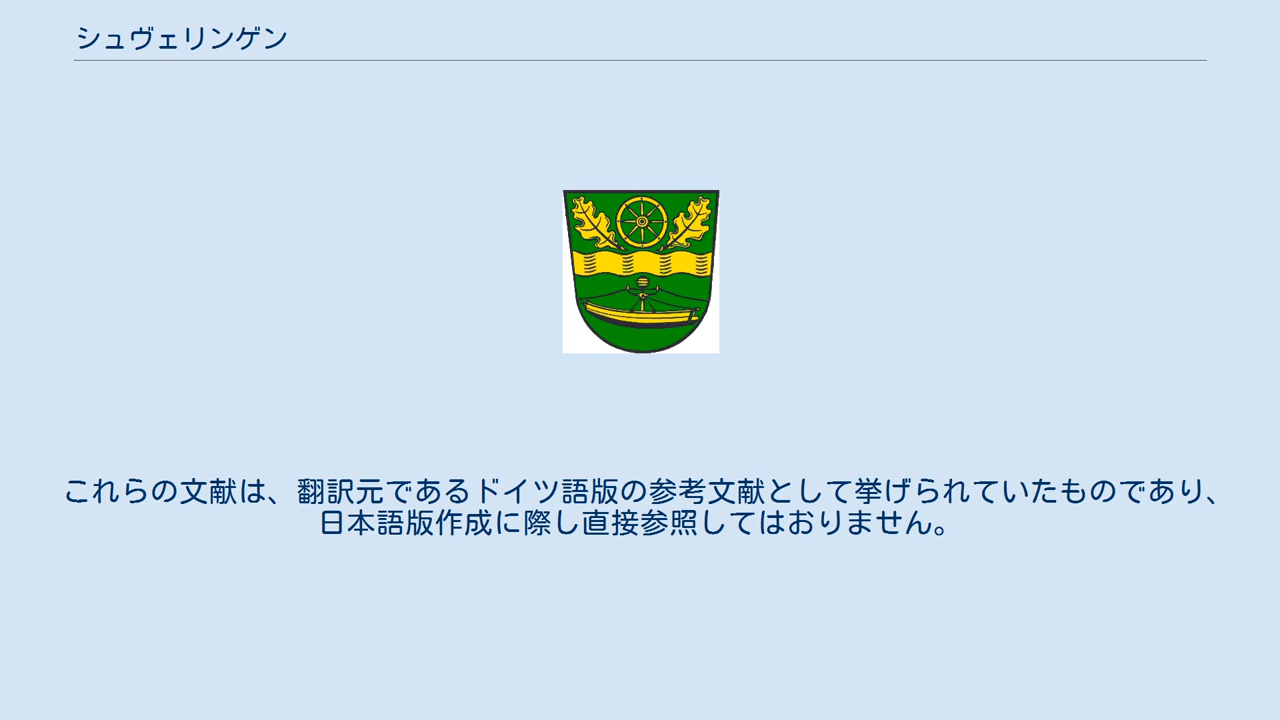 シュヴェリンゲン
これらの文献は、翻訳元であるドイツ語版の参考文献として挙げられていたものであり、
日本語版作成に際し直接参照してはおりません。